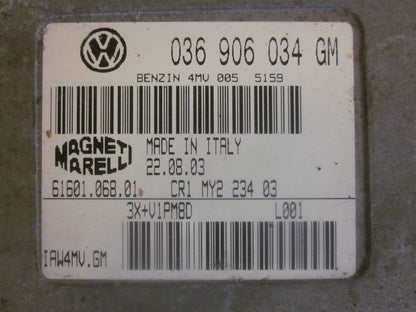 036 906 034 GM
BENZIN 4MV 005 5159
MAGNETI MARELLI
MADE IN ITALY
22.08.03
61601.068.01 CR1 MY2 234 03
3X+V1PM8D L001
IAW4MV.GM